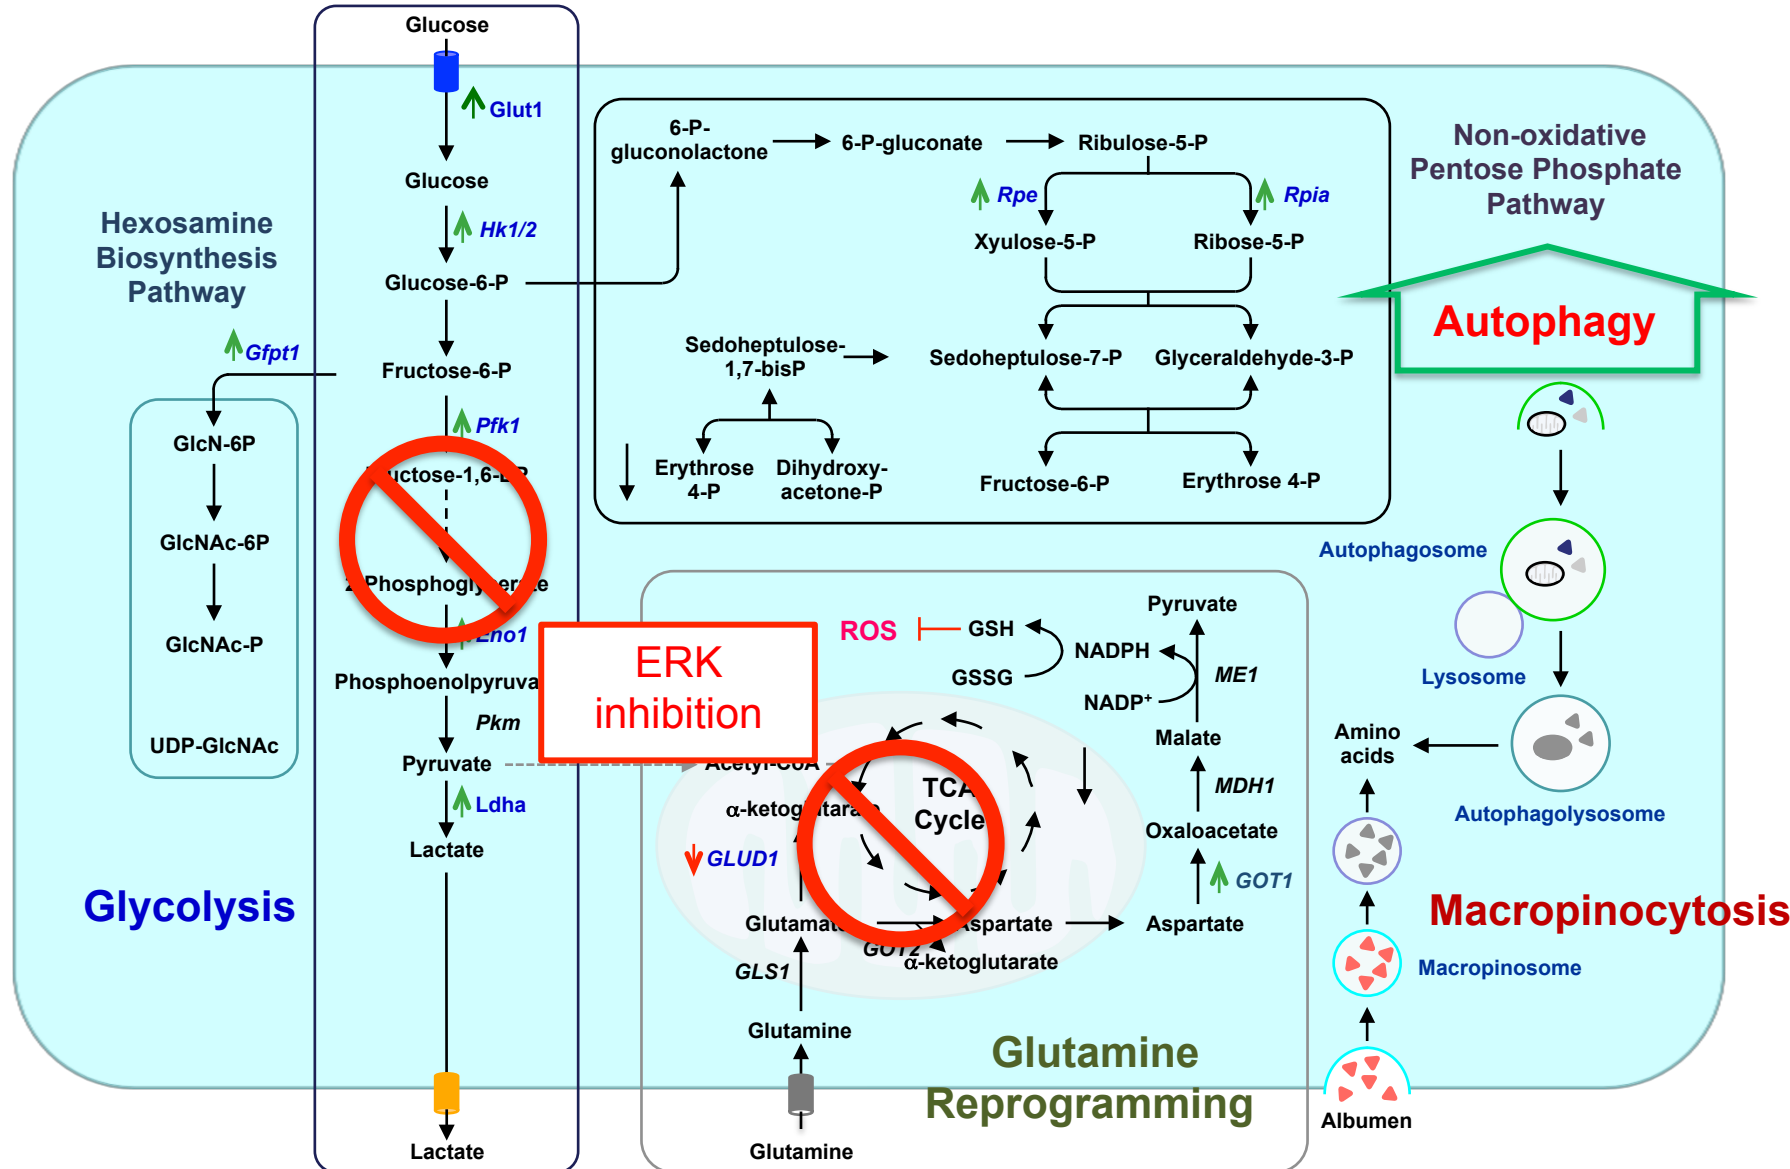 Glucose
Glut1
Glucose
Hk1/2
Glucose-6-P
Hexosamine
Biosynthesis
Pathway
Gfpt1
Fructose-6-P
Pfk1
GlcN-6P
GlcNAc-6P
GlcNAc-P
UDP-GlcNAc
Phosphoenolpyruva
Pkm
Pyruvate
Ldha
Lactate
Glycolysis
Lactate
6-P-
gluconolactone
6-P-gluconate
Ribulose-5-P
Rpe
Rpia
Xyulose-5-P
Ribose-5-P
Sedoheptulose-
1,7-bisP
Sedoheptulose-7-P
Glyceraldehyde-3-P
Erythrose
4-P
Dihydroxy-
acetone-P
Fructose-6-P
Erythrose 4-P
Non-oxidative
Pentose Phosphate
Pathway
Autophagy
Autophagosome
Lysosome
Amino
acids
Autophagolysosome
Macropinocytosis
Macropinosome
Albumen
ERK
inhibition
ROS
GSH
GSSG
NADPH
NADP+
Pyruvate
ME1
Malate
MDH1
Oxaloacetate
GOT1
Aspartate
Acetyl-CoA
α-ketoglutarate
TCA
Cycle
GLUD1
Glutamate
GOT2
Aspartate
α-ketoglutarate
GLS1
Glutamine
Glutamine
Glutamine
Reprogramming